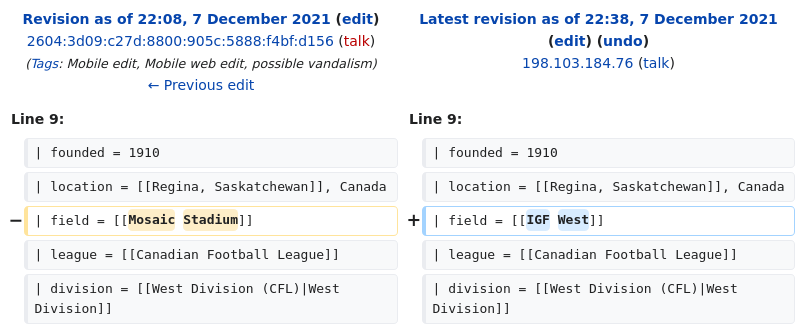 Revision as of 22:08, 7 December 2021 (edit)
2604:3d09:c27d:8800:905c:5888:f4bf:d156 (talk)
(Tags: Mobile edit, Mobile web edit, possible vandalism)
← Previous edit
Line 9:
| founded = 1910
| location = [[Regina, Saskatchewan]], Canada
− | field = [[Mosaic Stadium]]
| league = [[Canadian Football League]]
| division = [[West Division (CFL)|West
Division]]
Latest revision as of 22:38, 7 December 2021
(edit) (undo)
198.103.184.76 (talk)
Line 9:
| founded = 1910
| location = [[Regina, Saskatchewan]], Canada
+ | field = [[IGF West]]
| league = [[Canadian Football League]]
| division = [[West Division (CFL)|West
Division]]